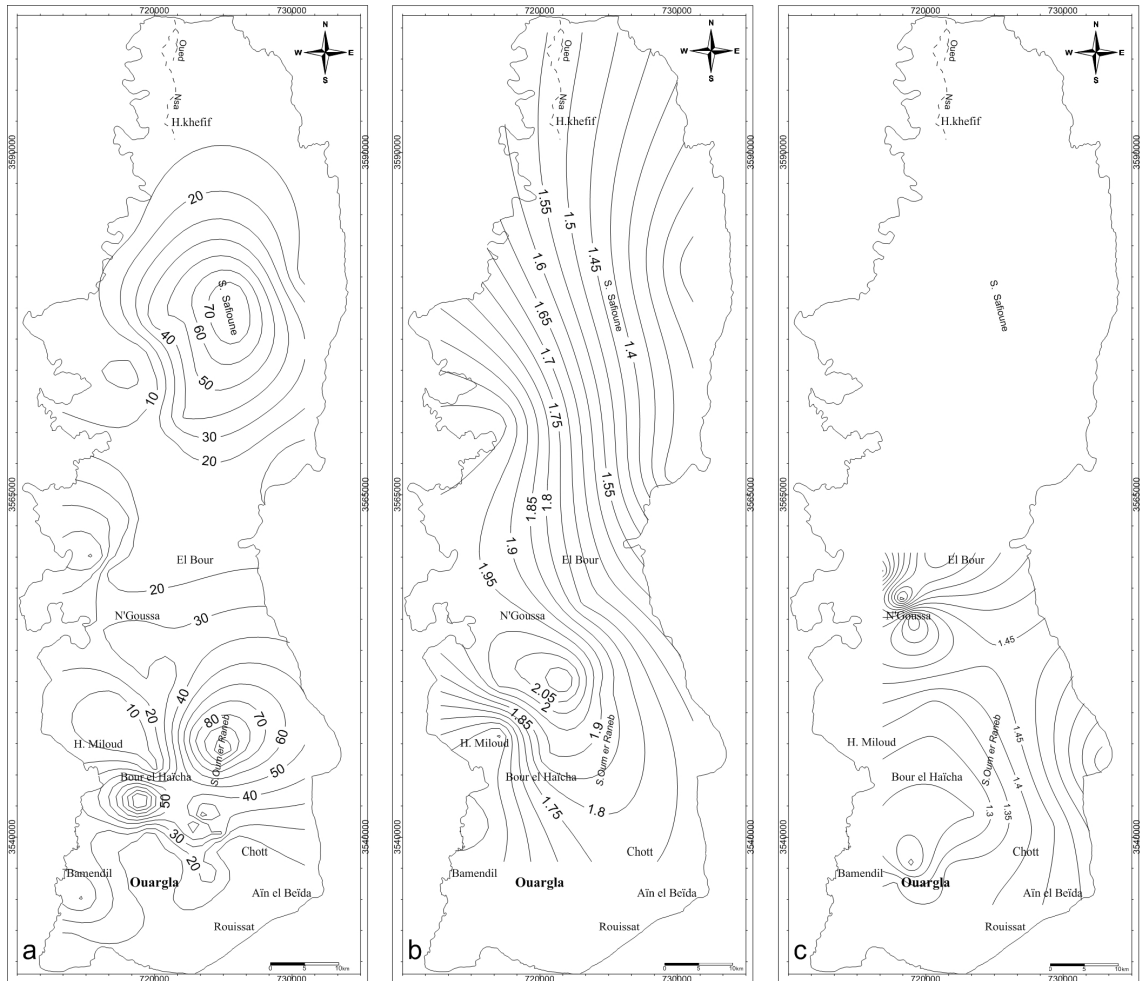 720000
730000
N
W
E
S
Oued
Nsa
H.khefif
3590000
20
S. Safioune
70
60
40
50
10
30
20
3565000
El Bour
20
N'Goussa
30
40
20
10
80
70
60
S.Oum er Raneb
H. Miloud
50
Bour el Haïcha
50
40
30
3540000
20
Chott
Bamendil
Ouargla
Aïn el Beïda
Rouissat
a
0 5 10km
720000
730000
720000
730000
N
W
E
S
Oued
Nsa
H.khefif
3590000
1.55
1.5
1.45
1.6
S. Safioune
1.65
1.4
1.7
1.75
3565000
1.55
1.8
1.85
1.9
El Bour
1.95
N'Goussa
2.05
2
1.85
1.9
S.Oum er Raneb
H. Miloud
Bour el Haïcha
1.75
1.8
3540000
Chott
Bamendil
Ouargla
Aïn el Beïda
Rouissat
b
0 5 10km
720000
730000
720000
730000
N
W
E
S
Oued
Nsa
H.khefif
3590000
S. Safioune
3565000
El Bour
N'Goussa
1.45
1.45
H. Miloud
S.Oum er Raneb
Bour el Haïcha
1.4
1.3
1.35
3540000
Chott
Bamendil
Ouargla
Aïn el Beïda
Rouissat
c
0 5 10km
720000
730000